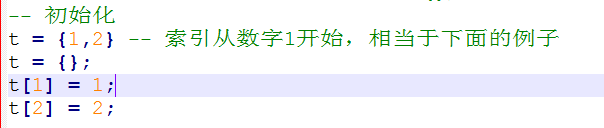 -- 初始化
t = {1,2} -- 索引从数字1开始，相当于下面的例子
t = {};
t[1] = 1;
t[2] = 2;